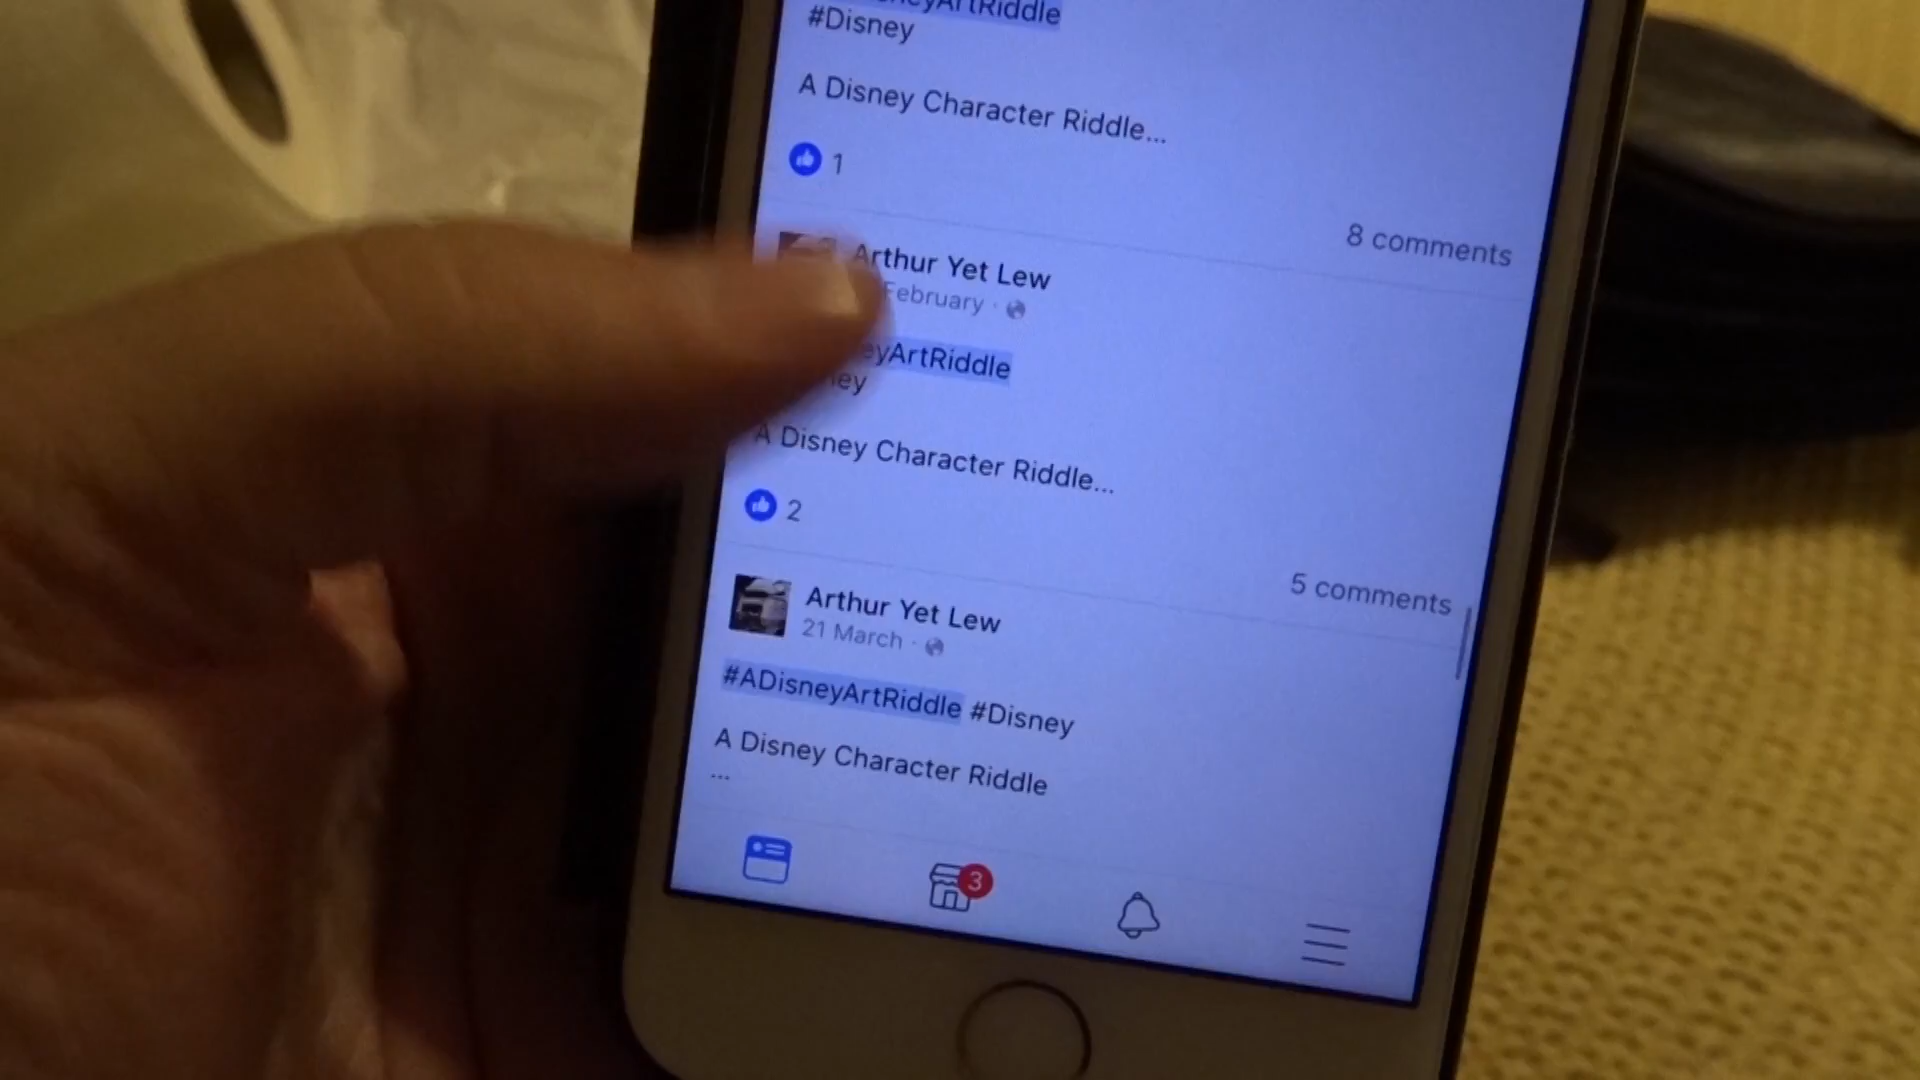 #Disney
A Disney Character Riddle...
1
8 comments
Arthur Yet Lew
February
eyArtRiddle
ey
A Disney Character Riddle...
2
5 comments
Arthur Yet Lew
21 March
#ADisneyArtRiddle #Disney
A Disney Character Riddle
...
3